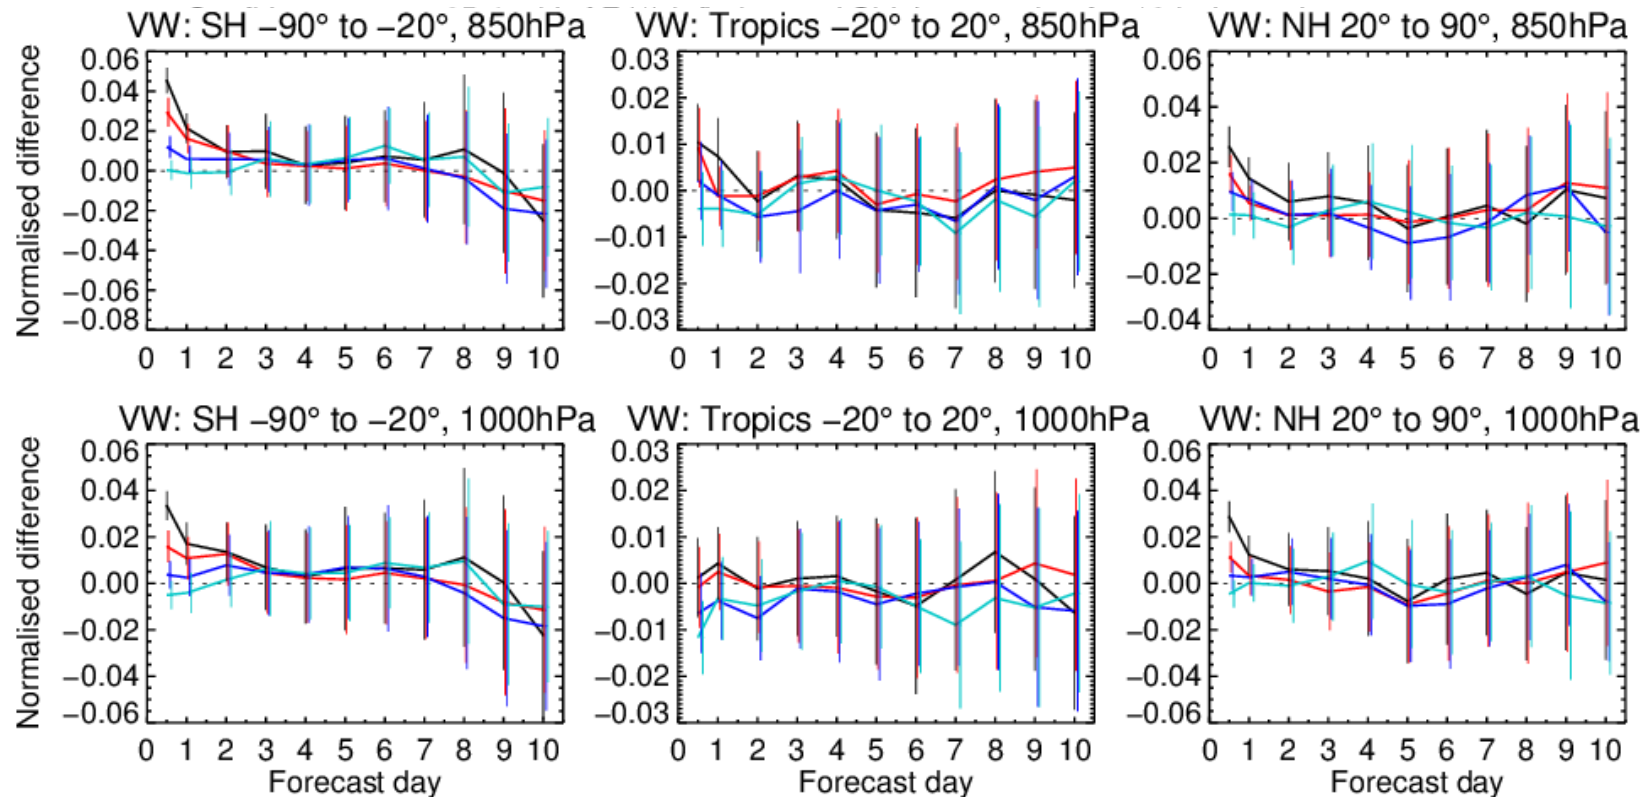 VW: SH −90° to −20°, 850hPa
VW: Tropics −20° to 20°, 850hPa
VW: NH 20° to 90°, 850hPa
Normalised difference
0.06
0.04
0.02
0.00
−0.02
−0.04
−0.06
−0.08
0 1 2 3 4 5 6 7 8 9 10
0.03
0.02
0.01
0.00
−0.01
−0.02
−0.03
0 1 2 3 4 5 6 7 8 9 10
0.06
0.04
0.02
0.00
−0.02
−0.04
0 1 2 3 4 5 6 7 8 9 10
VW: SH −90° to −20°, 1000hPa
VW: Tropics −20° to 20°, 1000hPa
VW: NH 20° to 90°, 1000hPa
Normalised difference
0.06
0.04
0.02
0.00
−0.02
−0.04
−0.06
0 1 2 3 4 5 6 7 8 9 10
Forecast day
0.03
0.02
0.01
0.00
−0.01
−0.02
−0.03
0 1 2 3 4 5 6 7 8 9 10
Forecast day
0.06
0.04
0.02
0.00
−0.02
−0.04
−0.06
0 1 2 3 4 5 6 7 8 9 10
Forecast day